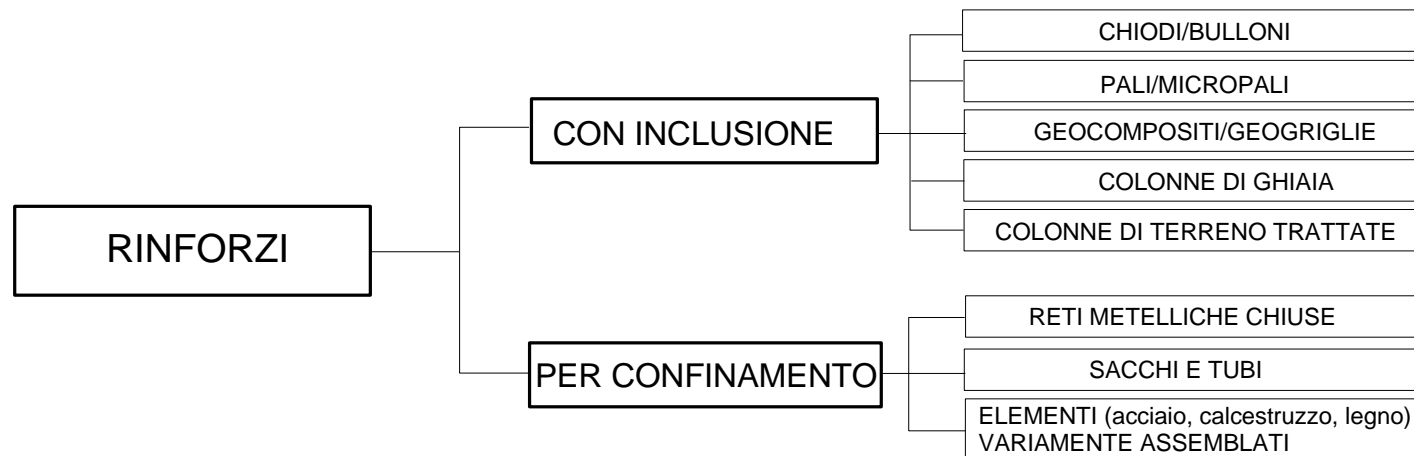 RINFORZI
CON INCLUSIONE
CHIODI/BULLONI
PALI/MICROPALI
GEOCOMPOSITI/GEOGRIGLIE
COLONNE DI GHIAIA
COLONNE DI TERRENO TRATTATE
PER CONFINAMENTO
RETI METELLICHE CHIUSE
SACCHI E TUBI
ELEMENTI (acciaio, calcestruzzo, legno)
VARIAMENTE ASSEMBLATI